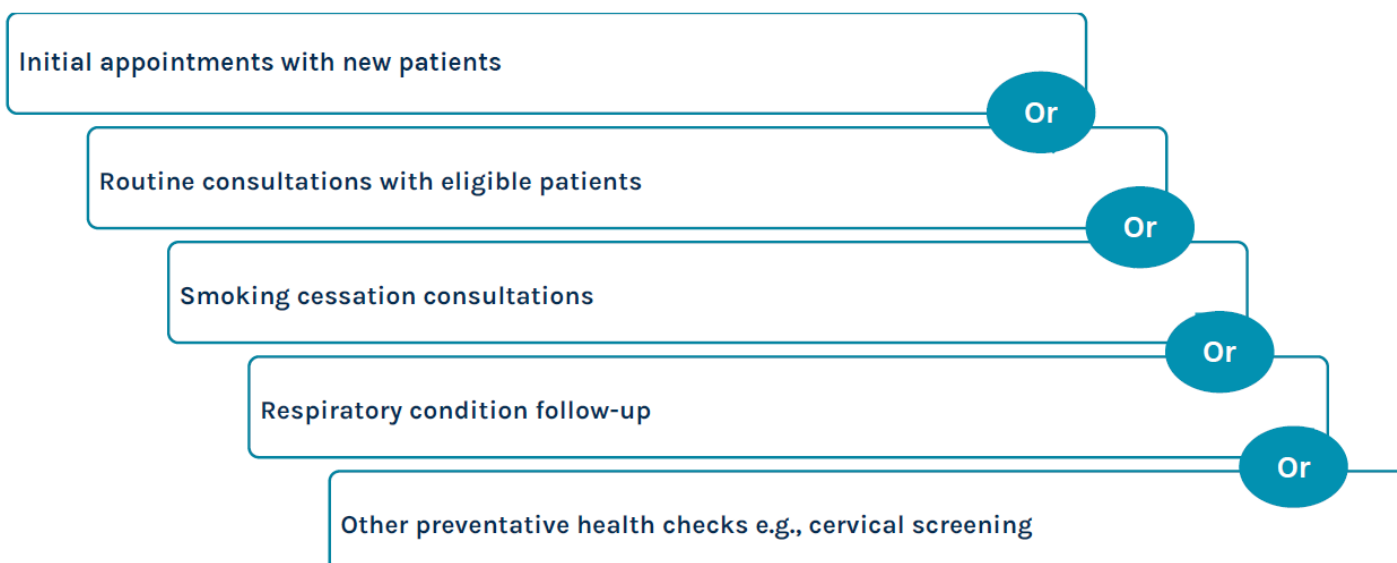 Initial appointments with new patients
Or
Routine consultations with eligible patients
Or
Smoking cessation consultations
Or
Respiratory condition follow-up
Or
Other preventative health checks e.g., cervical screening